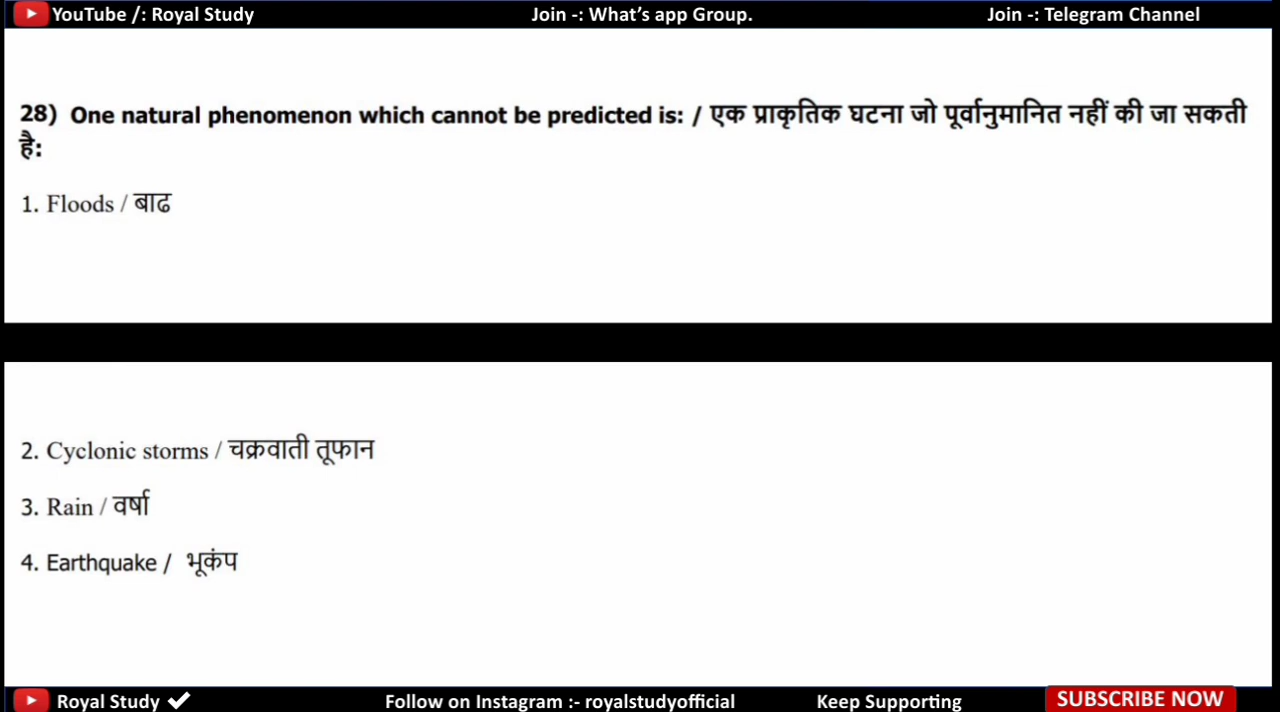 YouTube /: Royal Study Join -: What's app Group. Join -: Telegram Channel
28) One natural phenomenon which cannot be predicted is: / एक प्राकृतिक घटना जो पूर्वानुमानित नहीं की जा सकती
है:
1. Floods / बाढ
2. Cyclonic storms / चक्रवाती तूफान
3. Rain / वर्षा
4. Earthquake / भूकंप
Royal Study Follow on Instagram :- royalstudyofficial Keep Supporting SUBSCRIBE NOW